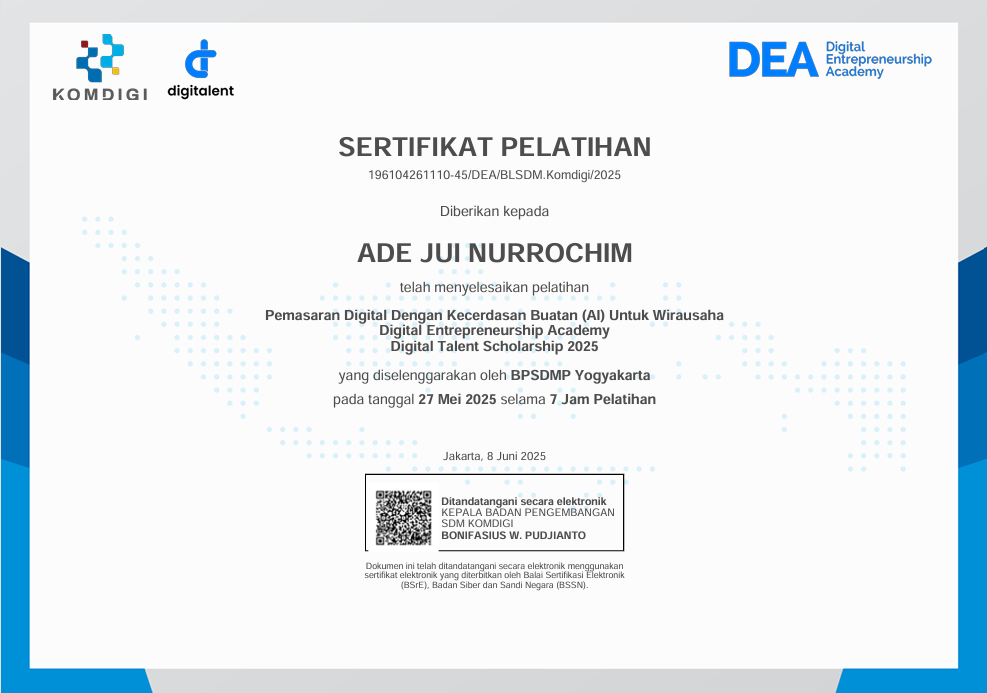 KOMDIGI
digitalent
DEA Digital
Entrepreneurship
Academy
SERTIFIKAT PELATIHAN
196104261110-45/DEA/BLSDM.Komdigi/2025
Diberikan kepada
ADE JUI NURROCHIM
telah menyelesaikan pelatihan
Pemasaran Digital Dengan Kecerdasan Buatan (AI) Untuk Wirausaha
Digital Entrepreneurship Academy
Digital Talent Scholarship 2025
yang diselenggarakan oleh BPSDMP Yogyakarta
pada tanggal 27 Mei 2025 selama 7 Jam Pelatihan
Jakarta, 8 Juni 2025
Ditandatangani secara elektronik
KEPALA BADAN PENGEMBANGAN
SDM KOMDIGI
BONIFASIUS W. PUDJIANTO
Dokumen ini telah ditandatangani secara elektronik menggunakan
sertifikat elektronik yang diterbitkan oleh Balai Sertifikasi Elektronik
(BSrE), Badan Siber dan Sandi Negara (BSSN).